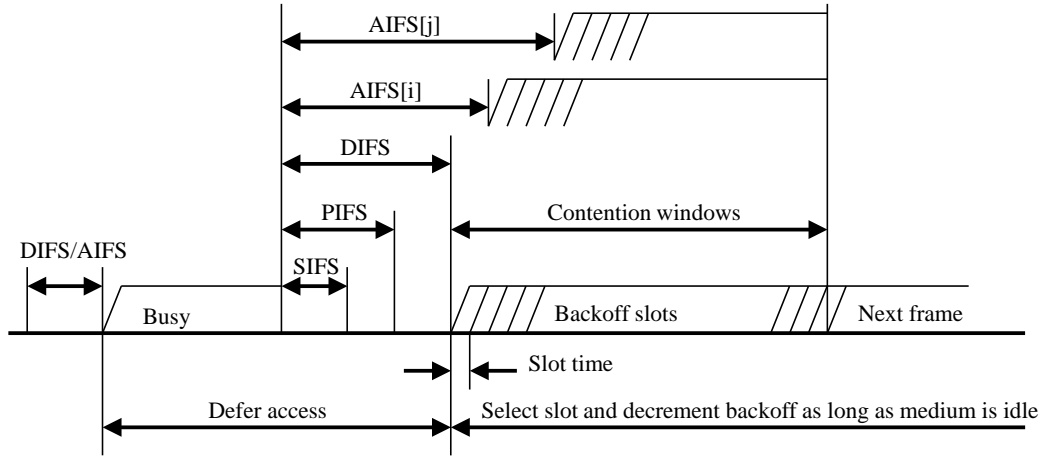 AIFS[j]
AIFS[i]
DIFS
PIFS
Contention windows
DIFS/AIFS
SIFS
Busy
Backoff slots
Next frame
Slot time
Defer access
Select slot and decrement backoff as long as medium is idle